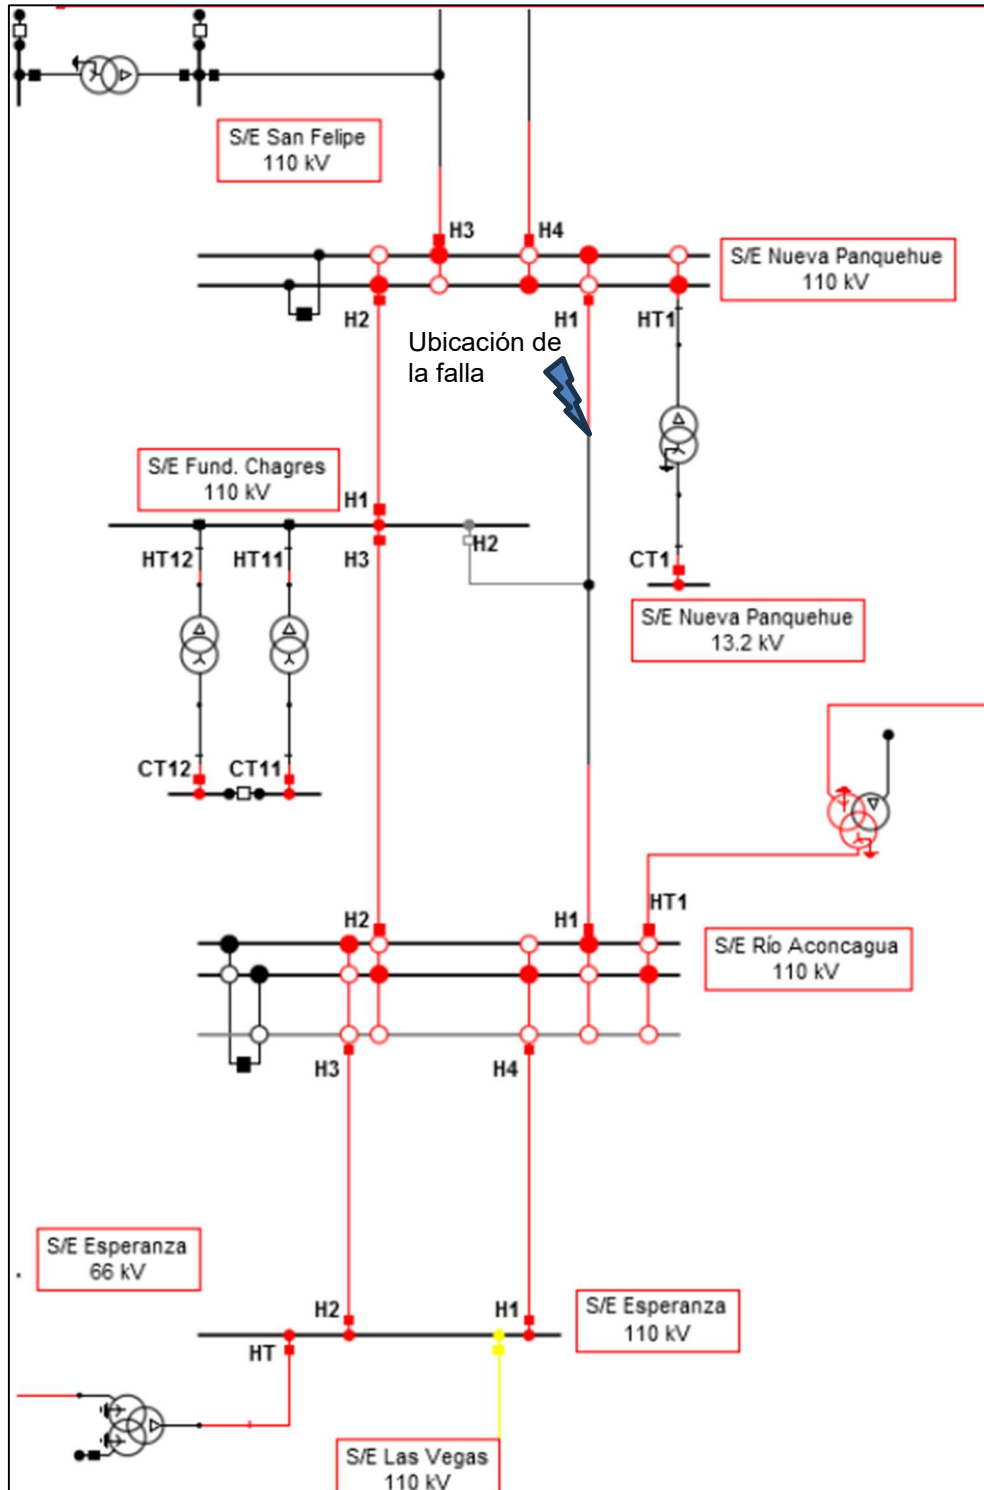 S/E San Felipe
110 kV
H3
H4
S/E Nueva Panquehue
110 kV
H2
H1
HT1
Ubicación de
la falla
S/E Fund. Chagres
110 kV
H1
H2
H3
HT12
HT11
CT1
S/E Nueva Panquehue
13.2 kV
CT12
CT11
HT1
H2
H1
S/E Río Aconcagua
110 kV
H3
H4
S/E Esperanza
66 kV
H2
H1
S/E Esperanza
110 kV
HT
S/E Las Vegas
110 kV